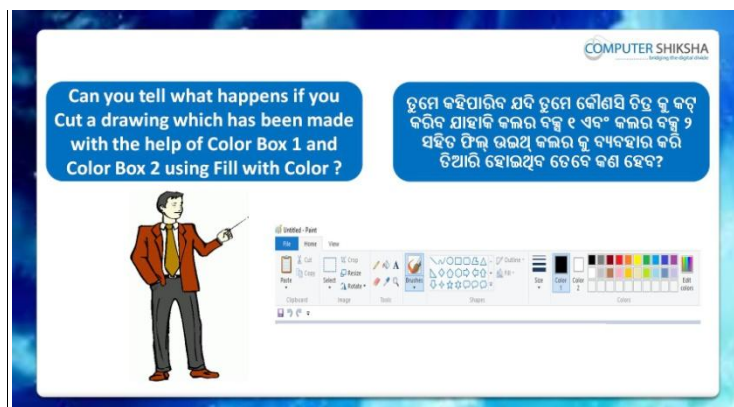 COMPUTER SHIKSHA
bridging the digital divide
Can you tell what happens if you
Cut a drawing which has been made
with the help of Color Box 1 and
Color Box 2 using Fill with Color ?
ତୁମେ କହିପାରିବ ଯଦି ତୁମେ କୌଣସି ଚିତ୍ର କୁ କଟ୍
କରିବ ଯାହାକି କଲର ବକ୍ସ ୧ ଏବଂ କଲର ବକ୍ସ ୨
ସହିତ ଫିଲ୍ ଉଇଥ୍ କଲର କୁ ବ୍ୟବହାର କରି
ତିଆରି ହୋଇଥିବ ତେବେ କଣ ହେବ?
Untitled - Paint
File Home View
Paste Cut Copy
Select Crop Resize Rotate
A
Brushes
Outline Fill
Size
Color 1
Color 2
Edit colors
Clipboard Image Tools Shapes Colors